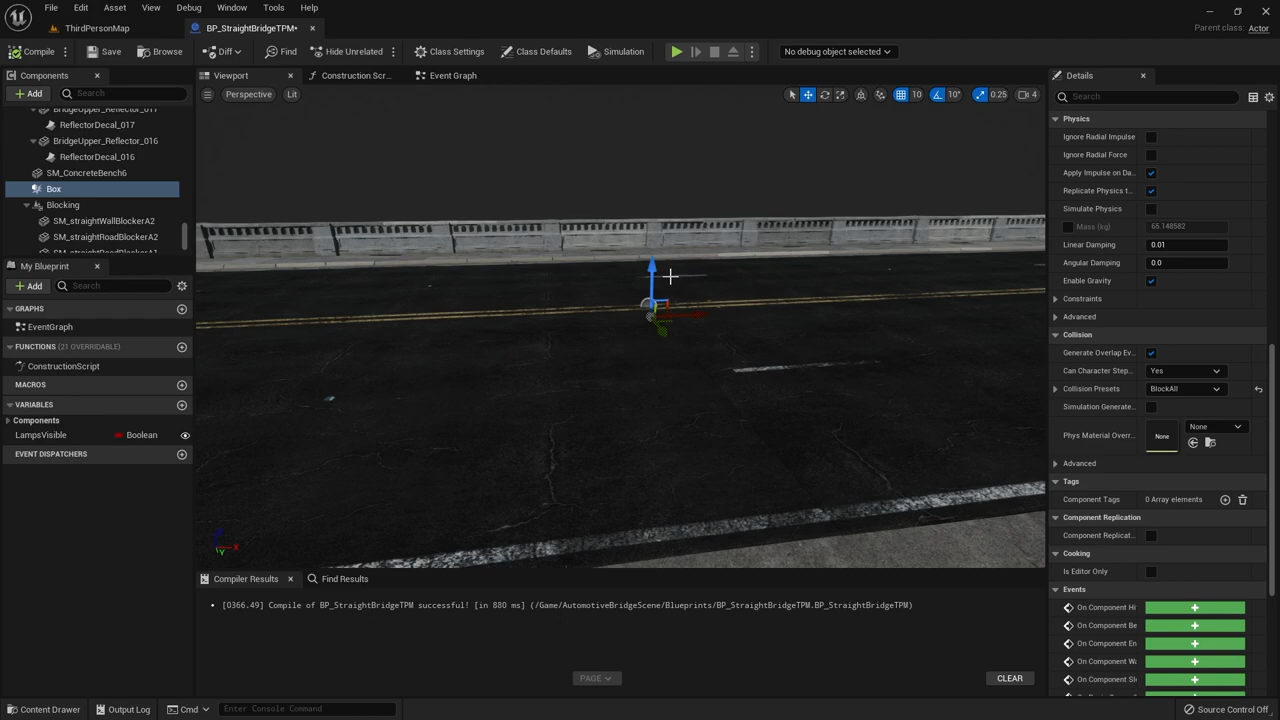 File Edit Asset View Debug Window Tools Help
ThirdPersonMap
BP_StraightBridgeTPM*
Parent class: Actor
Compile Save Browse Diff Find Hide Unrelated Class Settings Class Defaults Simulation No debug object selected
Components
Add Search
BridgeUpper_Reflector_017
ReflectorDecal_017
BridgeUpper_Reflector_016
ReflectorDecal_016
SM_ConcreteBench6
Box
Blocking
SM_straightWallBlockerA2
SM_straightRoadBlockerA2
SM_straightRoadBlockerA1
My Blueprint
Add Search
GRAPHS
EventGraph
FUNCTIONS (21 OVERRIDABLE)
ConstructionScript
MACROS
VARIABLES
Components
LampsVisible Boolean
EVENT DISPATCHERS
Viewport Construction Scr... Event Graph
Perspective Lit 10 10° 0.25 4
Z
X
Y
Compiler Results Find Results
[0366.49] Compile of BP_StraightBridgeTPM successful! [in 880 ms] (/Game/AutomotiveBridgeScene/Blueprints/BP_StraightBridgeTPM.BP_StraightBridgeTPM)
PAGE CLEAR
Details
Search
Physics
Ignore Radial Impulse
Ignore Radial Force
Apply Impulse on Da...
Replicate Physics t...
Simulate Physics
Mass (kg) 65.148582
Linear Damping 0.01
Angular Damping 0.0
Enable Gravity
Constraints
Advanced
Collision
Generate Overlap Ev...
Can Character Step... Yes
Collision Presets BlockAll
Simulation Generate...
Phys Material Overr... None None
Advanced
Tags
Component Tags 0 Array elements
Component Replication
Component Replicat...
Cooking
Is Editor Only
Events
On Component Hi
On Component Be
On Component En
On Component Wa
On Component Sl
Content Drawer Output Log Cmd Enter Console Command Source Control Off